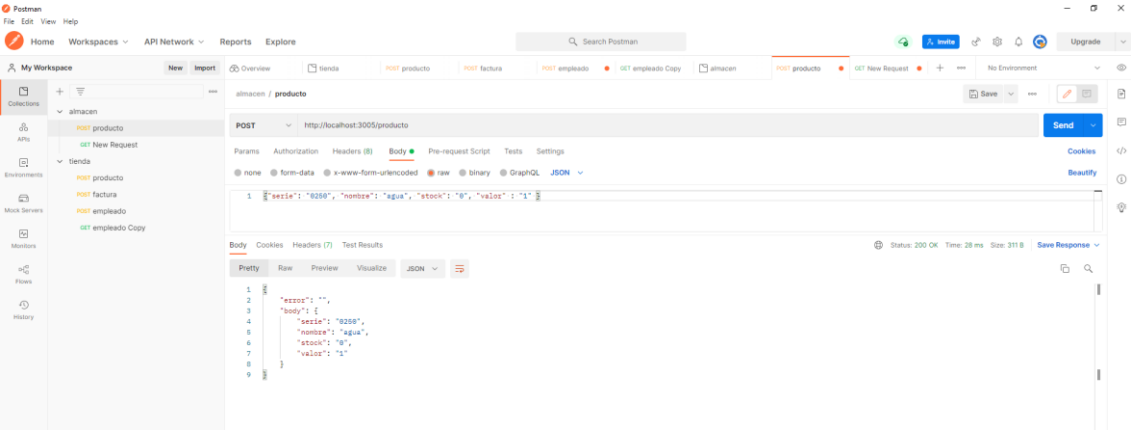 Postman
File Edit View Help
Home Workspaces API Network Reports Explore Search Postman Invite Upgrade
My Workspace New Import Overview tienda POST producto POST factura POST empleado GET empleado Copy almacen POST producto GET New Request + No Environment
Collections
APIs
Environments
Mock Servers
Monitors
Flows
History
almacen
POST producto
GET New Request
tienda
POST producto
POST factura
POST empleado
GET empleado Copy
almacen / producto Save
POST http://localhost:3005/producto Send
Params Authorization Headers (8) Body Pre-request Script Tests Settings Cookies
none form-data x-www-form-urlencoded raw binary GraphQL JSON Beautify
1 {"serie": "0250", "nombre": "agua", "stock": "0", "valor" : "1" }
Body Cookies Headers (7) Test Results Status: 200 OK Time: 28 ms Size: 311 B Save Response
Pretty Raw Preview Visualize JSON
1 {
2 "error": "",
3 "body": {
4 "serie": "0250",
5 "nombre": "agua",
6 "stock": "0",
7 "valor": "1"
8 }
9 }